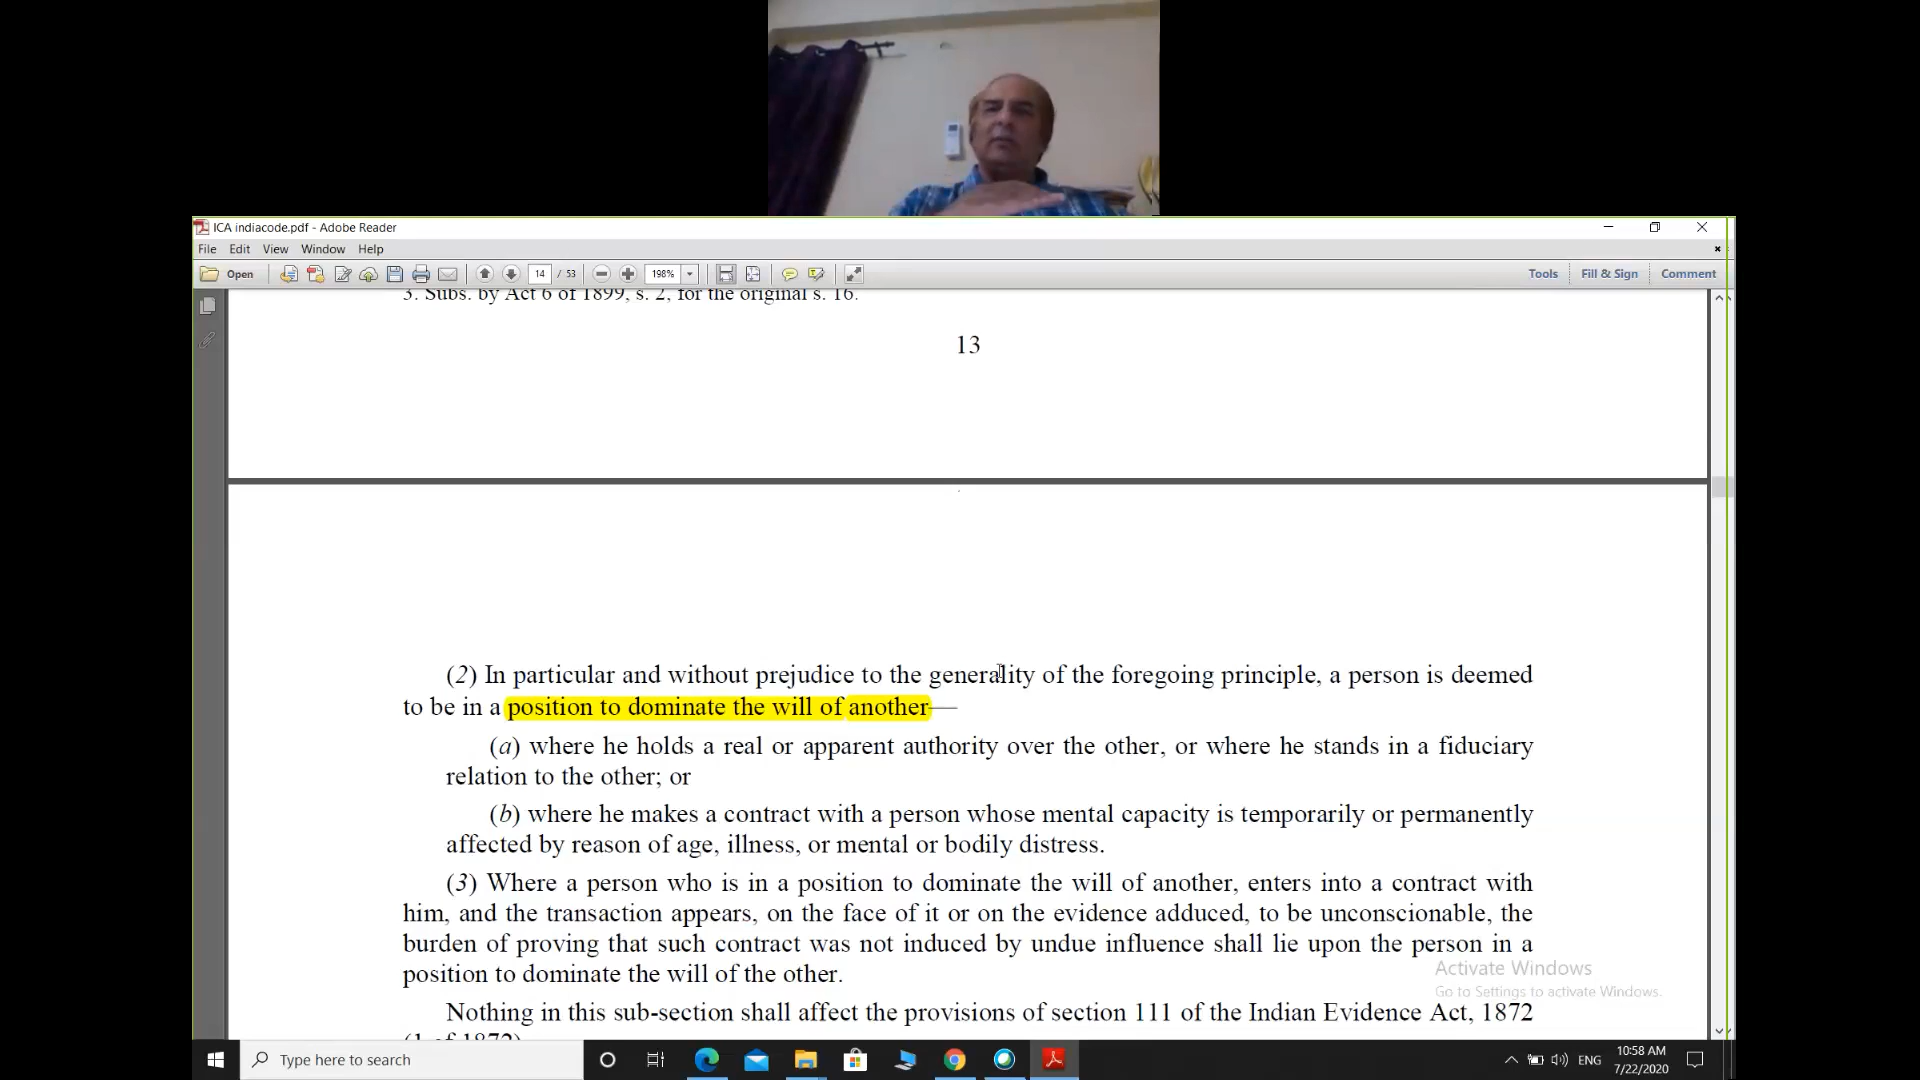 ICA indiacode.pdf - Adobe Reader
File Edit View Window Help
Open 14 / 53 198% Tools Fill & Sign Comment
3. Subs. by Act 6 of 1899, s. 2, for the original s. 16.
13
(2) In particular and without prejudice to the generality of the foregoing principle, a person is deemed
to be in a position to dominate the will of another—
(a) where he holds a real or apparent authority over the other, or where he stands in a fiduciary
relation to the other; or
(b) where he makes a contract with a person whose mental capacity is temporarily or permanently
affected by reason of age, illness, or mental or bodily distress.
(3) Where a person who is in a position to dominate the will of another, enters into a contract with
him, and the transaction appears, on the face of it or on the evidence adduced, to be unconscionable, the
burden of proving that such contract was not induced by undue influence shall lie upon the person in a
position to dominate the will of the other.
Activate Windows
Go to Settings to activate Windows.
Nothing in this sub-section shall affect the provisions of section 111 of the Indian Evidence Act, 1872
(1 of 1872)
Type here to search
ENG
10:58 AM
7/22/2020